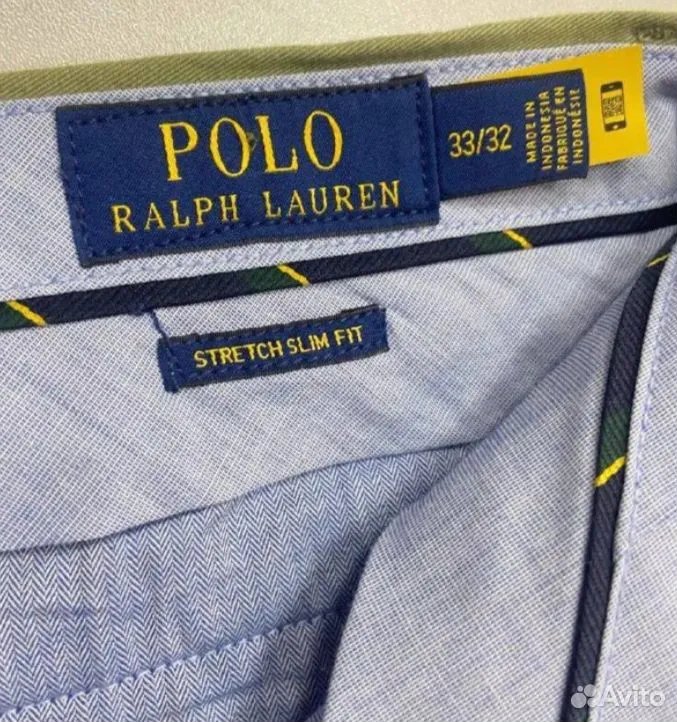 POLO
RALPH LAUREN
33/32
MADE IN
INDONESIA
FABRIQUÉ EN
INDONÉSIE
STRETCH SLIM FIT
Avito